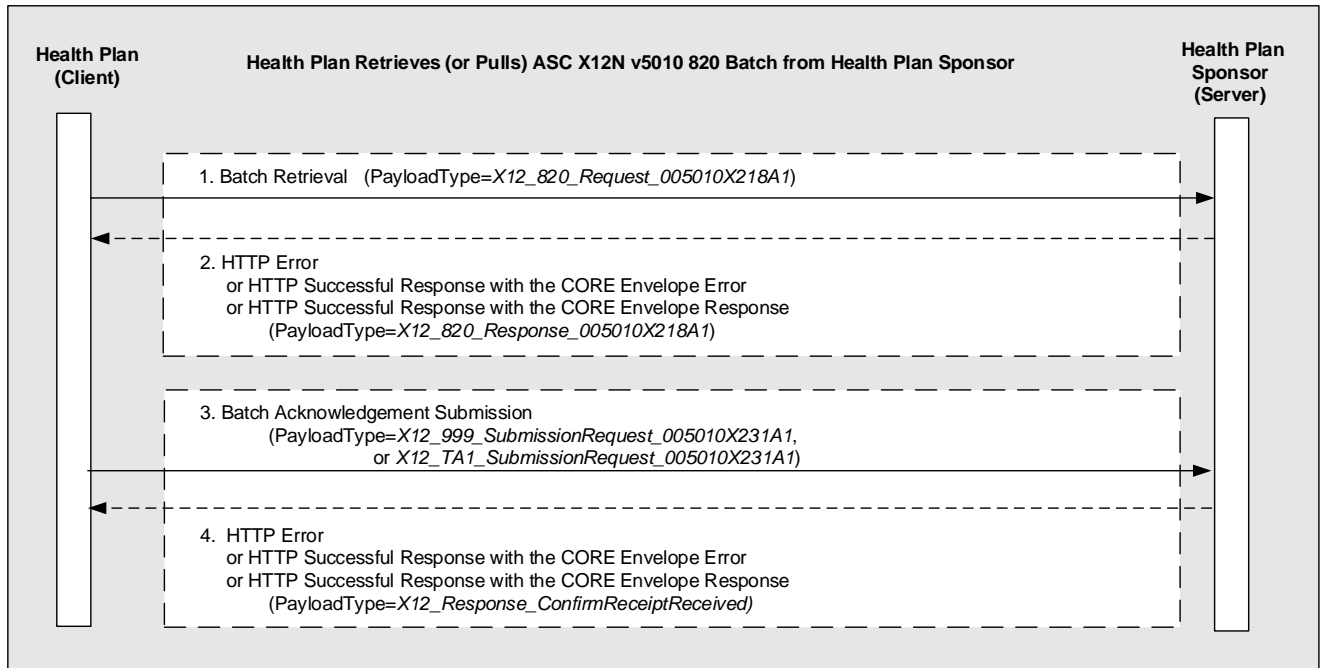 Health Plan
(Client)
Health Plan Retrieves (or Pulls) ASC X12N v5010 820 Batch from Health Plan Sponsor
Health Plan
Sponsor
(Server)
1. Batch Retrieval (PayloadType=X12_820_Request_005010X218A1)
2. HTTP Error
or HTTP Successful Response with the CORE Envelope Error
or HTTP Successful Response with the CORE Envelope Response
(PayloadType=X12_820_Response_005010X218A1)
3. Batch Acknowledgement Submission
(PayloadType=X12_999_SubmissionRequest_005010X231A1,
or X12_TA1_SubmissionRequest_005010X231A1)
4. HTTP Error
or HTTP Successful Response with the CORE Envelope Error
or HTTP Successful Response with the CORE Envelope Response
(PayloadType=X12_Response_ConfirmReceiptReceived)